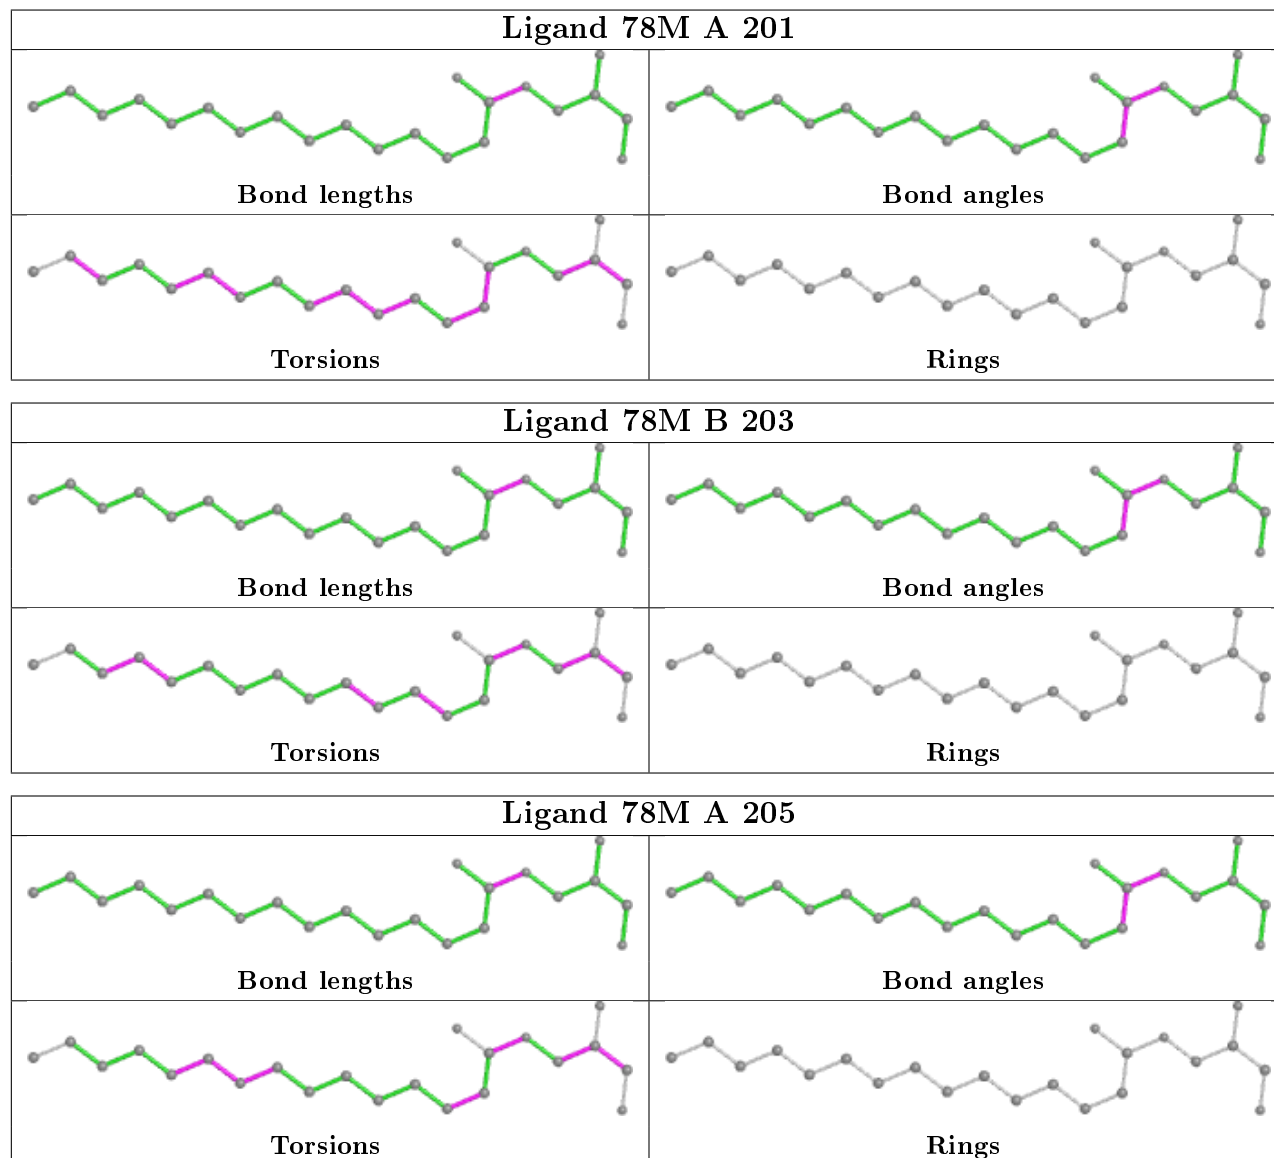 Ligand 78M A 201
Bond lengths
Bond angles
Torsions
Rings
Ligand 78M B 203
Bond lengths
Bond angles
Torsions
Rings
Ligand 78M A 205
Bond lengths
Bond angles
Torsions
Rings